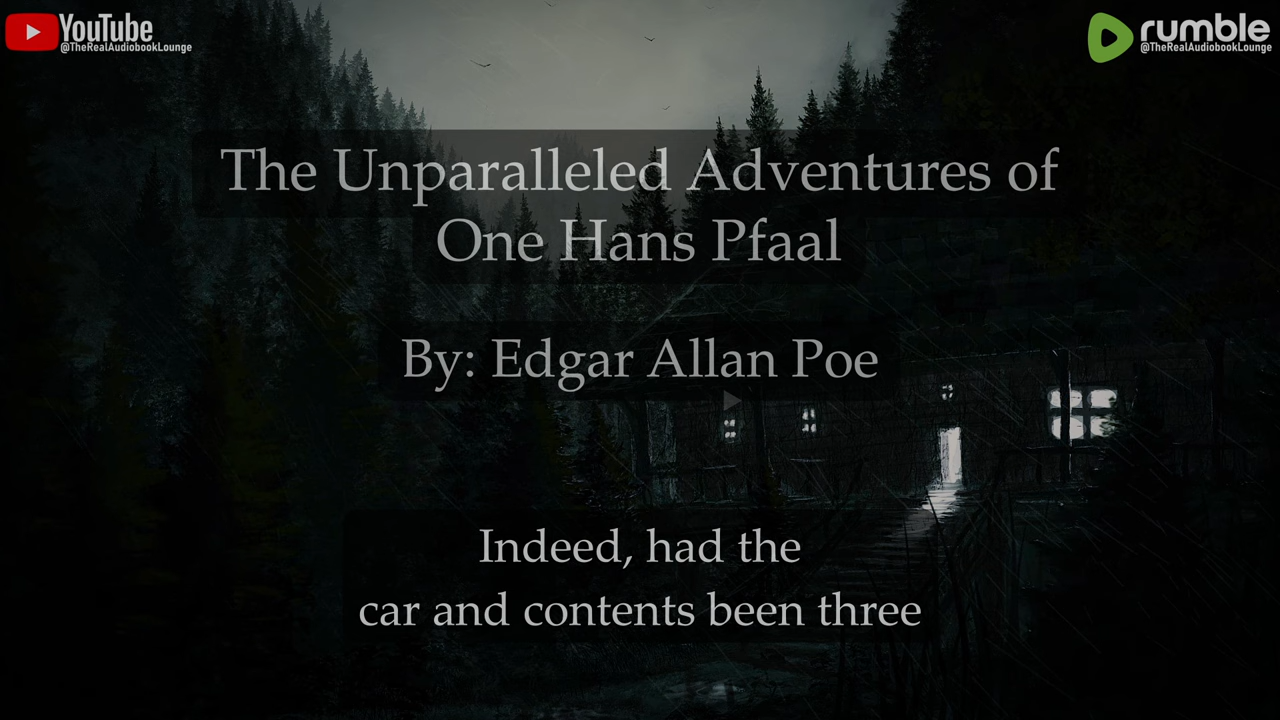 YouTube
@TheRealAudiobookLounge
rumble
@TheRealAudiobookLounge
The Unparalleled Adventures of
One Hans Pfaal
By: Edgar Allan Poe
Indeed, had the
car and contents been three